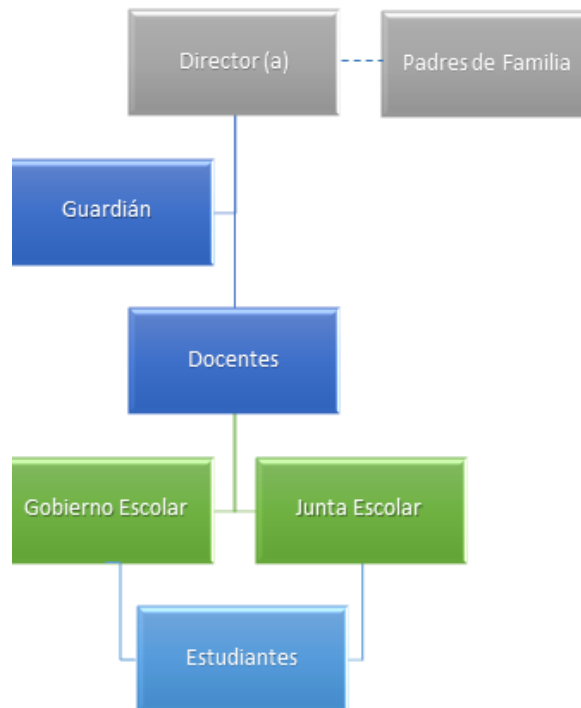 Director (a)
Padres de Familia
Guardián
Docentes
Gobierno Escolar
Junta Escolar
Estudiantes